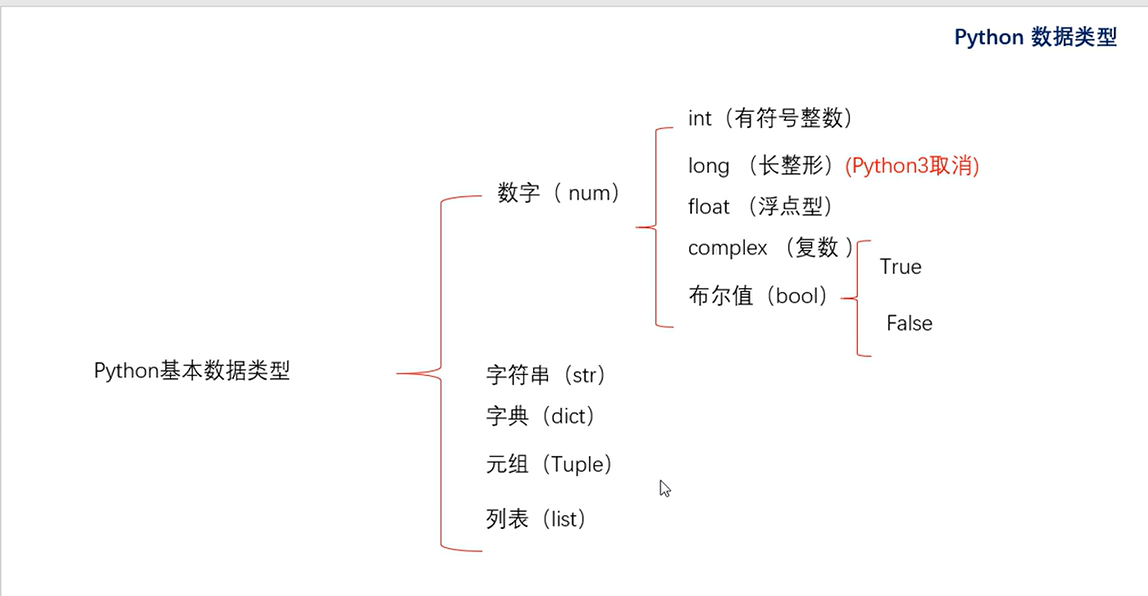 Python 数据类型
int（有符号整数）
long （长整形）(Python3取消)
数字（ num）
float （浮点型）
complex （复数 ）
True
布尔值（bool）
False
Python基本数据类型
字符串（str）
字典（dict）
元组（Tuple）
列表（list）